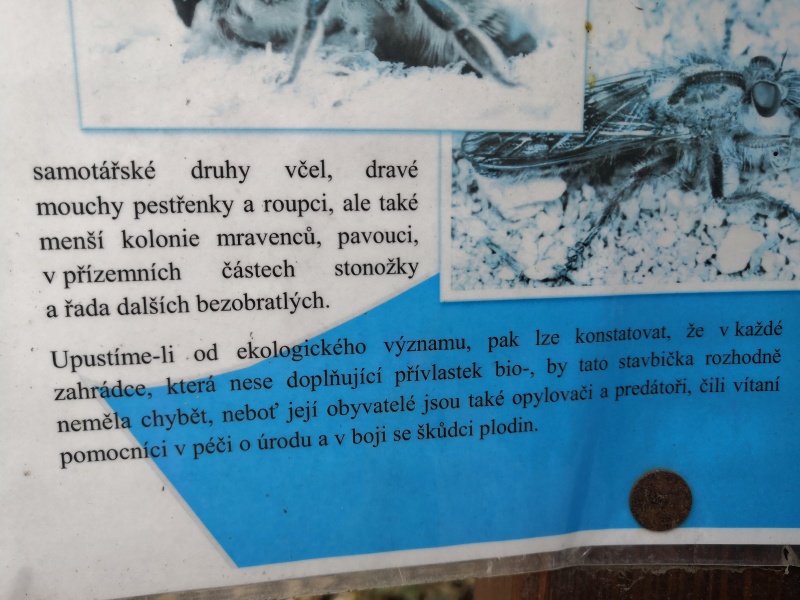 samotářské druhy včel, dravé
mouchy pestřenky a roupci, ale také
menší kolonie mravenců, pavouci,
v přízemních částech stonožky
a řada dalších bezobratlých.
Upustíme-li od ekologického významu, pak lze konstatovat, že v každé
zahrádce, která nese doplňující přívlastek bio-, by tato stavbička rozhodně
neměla chybět, neboť její obyvatelé jsou také opylovači a predátoři, čili vítaní
pomocníci v péči o úrodu a v boji se škůdci plodin.